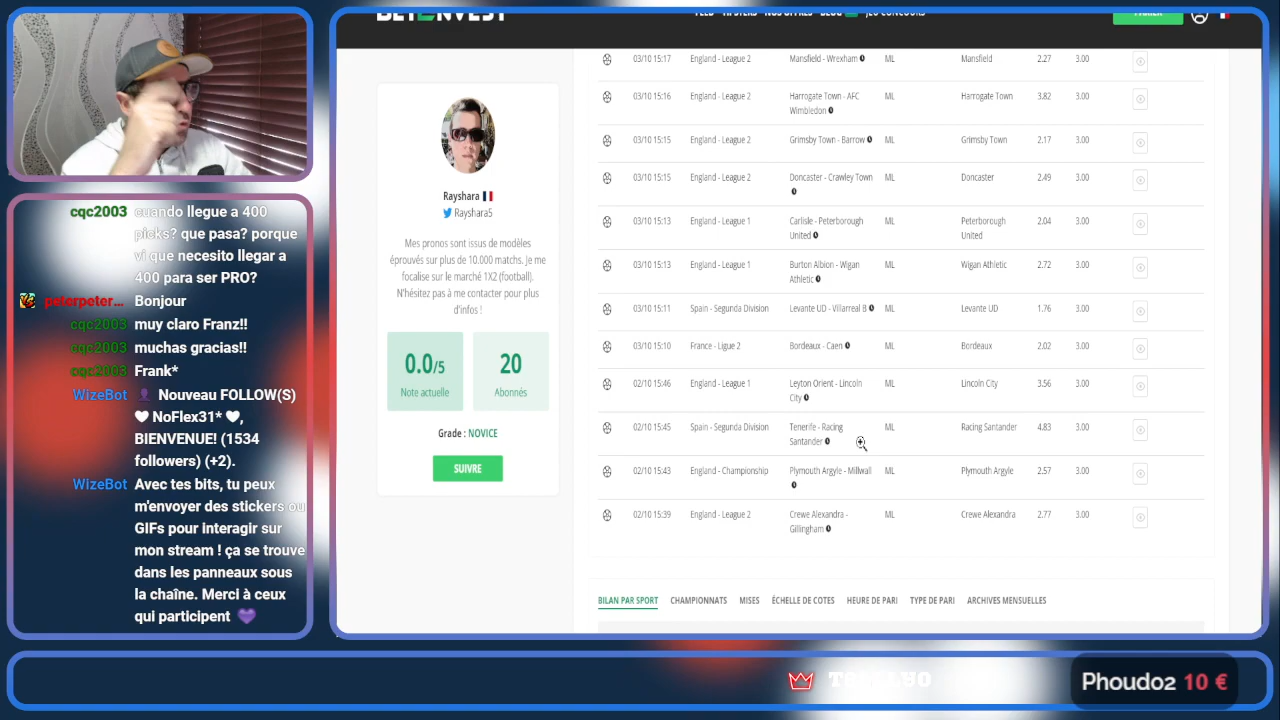 cqc2003 cuando llegue a 400
picks? que pasa? porque
vi que necesito llegar a
400 para ser PRO?
peterpeter... Bonjour
cqc2003 muy claro Franz!!
cqc2003 muchas gracias!!
cqc2003 Frank*
WizeBot Nouveau FOLLOW(S)
NoFlex31* ,
BIENVENUE! (1534
followers) (+2).
WizeBot Avec tes bits, tu peux
m'envoyer des stickers ou
GIFs pour interagir sur
mon stream ! ça se trouve
dans les panneaux sous
la chaîne. Merci à ceux
qui participent
Rayshara
Rayshara5
Mes pronos sont issus de modèles
éprouvés sur plus de 10.000 matchs. Je me
focalise sur le marché 1X2 (football).
N'hésitez pas à me contacter pour plus
d'infos !
0.0/5
Note actuelle
20
Abonnés
Grade : NOVICE
SUIVRE
03/10 15:17 England - League 2 Mansfield - Wrexham ML Mansfield 2.27 3.00
03/10 15:16 England - League 2 Harrogate Town - AFC ML Harrogate Town 3.82 3.00
Wimbledon
03/10 15:15 England - League 2 Grimsby Town - Barrow ML Grimsby Town 2.17 3.00
03/10 15:15 England - League 2 Doncaster - Crawley Town ML Doncaster 2.49 3.00
03/10 15:13 England - League 1 Carlisle - Peterborough ML Peterborough 2.04 3.00
United United
03/10 15:13 England - League 1 Burton Albion - Wigan ML Wigan Athletic 2.72 3.00
Athletic
03/10 15:11 Spain - Segunda Division Levante UD - Villarreal B ML Levante UD 1.76 3.00
03/10 15:10 France - Ligue 2 Bordeaux - Caen ML Bordeaux 2.02 3.00
02/10 15:46 England - League 1 Leyton Orient - Lincoln ML Lincoln City 3.56 3.00
City
02/10 15:45 Spain - Segunda Division Tenerife - Racing ML Racing Santander 4.83 3.00
Santander
02/10 15:43 England - Championship Plymouth Argyle - Millwall ML Plymouth Argyle 2.57 3.00
02/10 15:39 England - League 2 Crewe Alexandra - ML Crewe Alexandra 2.77 3.00
Gillingham
BILAN PAR SPORT CHAMPIONNATS MISES ÉCHELLE DE COTES HEURE DE PARI TYPE DE PARI ARCHIVES MENSUELLES
Phoudo2 10 €